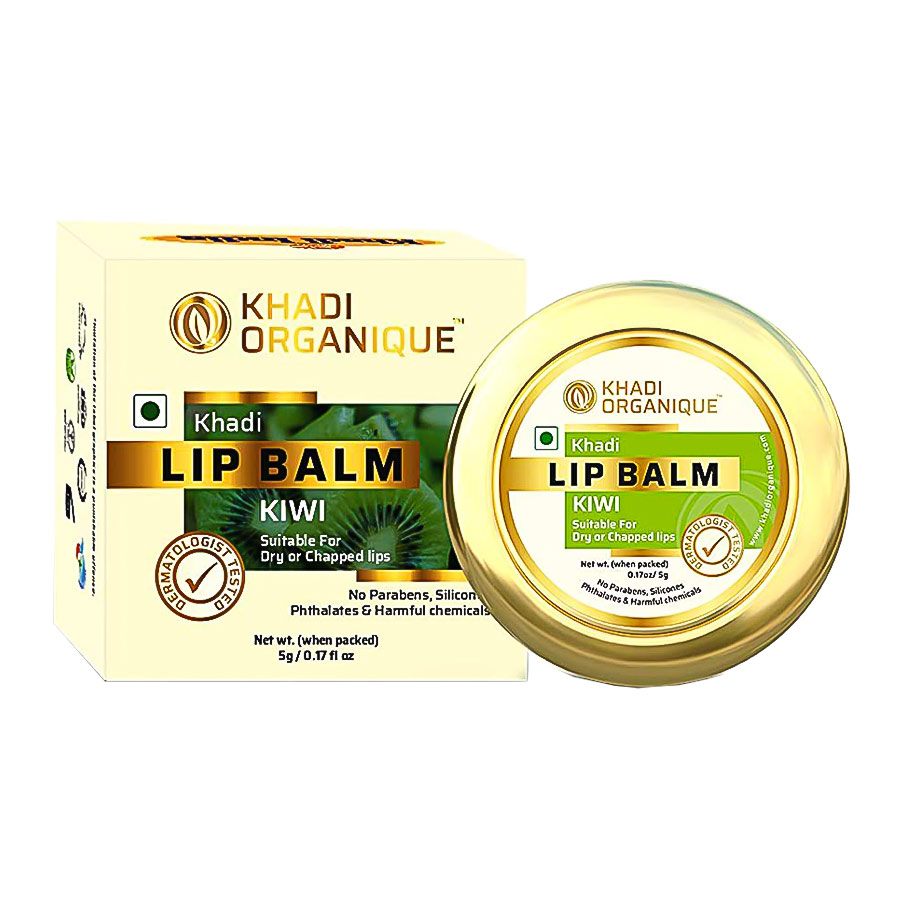 Khadi India
KHADI
ORGANIQUE™
Khadi
LIP BALM
KIWI
Suitable For
Dry or Chapped lips
DERMATOLOGIST TESTED
No Parabens, Silicones
Phthalates & Harmful chemicals
Net wt. (when packed)
5g / 0.17 fl oz
KHADI
ORGANIQUE™
Khadi
LIP BALM
KIWI
Suitable For
Dry or Chapped lips
www.khadiorganique.com
DERMATOLOGIST TESTED
Net wt. (when packed)
0.17oz/ 5g
No Parabens, Silicones
Phthalates & Harmful chemicals